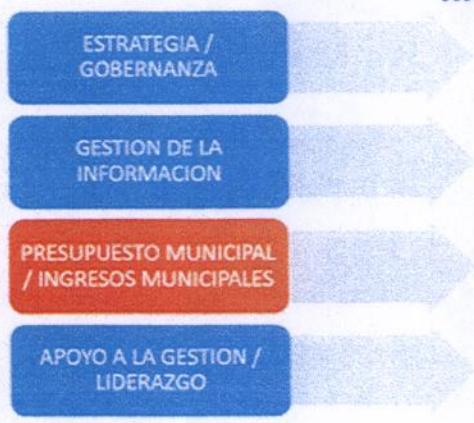 ESTRATEGIA /
GOBERNANZA
GESTION DE LA
INFORMACION
PRESUPUESTO MUNICIPAL
/ INGRESOS MUNICIPALES
APOYO A LA GESTION /
LIDERAZGO